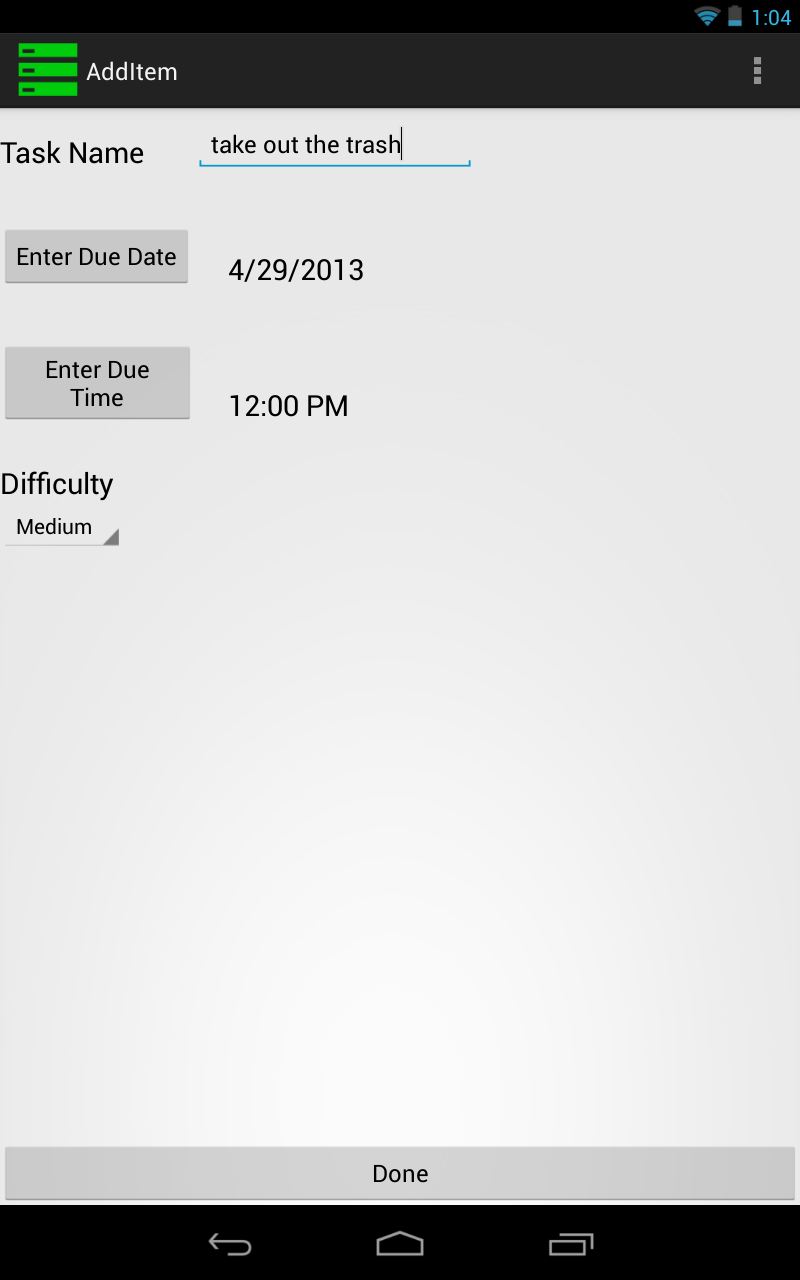 1:04
AddItem
Task Name
take out the trash
Enter Due Date
4/29/2013
Enter Due
Time
12:00 PM
Difficulty
Medium
Done